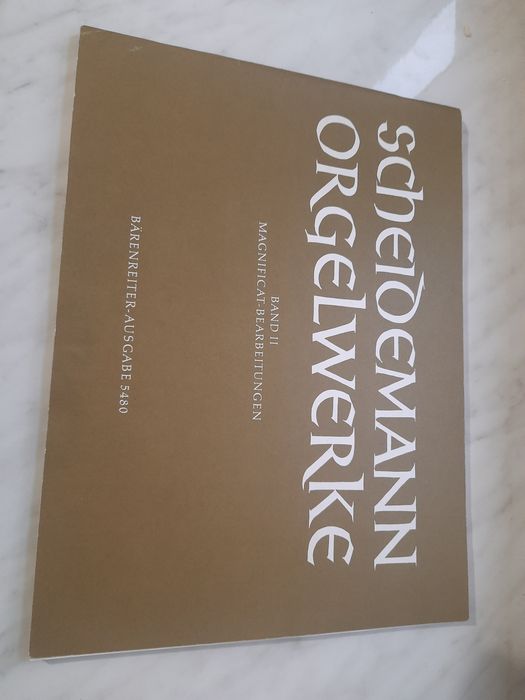 SCHEIDEMANN
ORGELWERKE
BAND II
MAGNIFICAT-BEARBEITUNGEN
BÄRENREITER-AUSGABE 5480